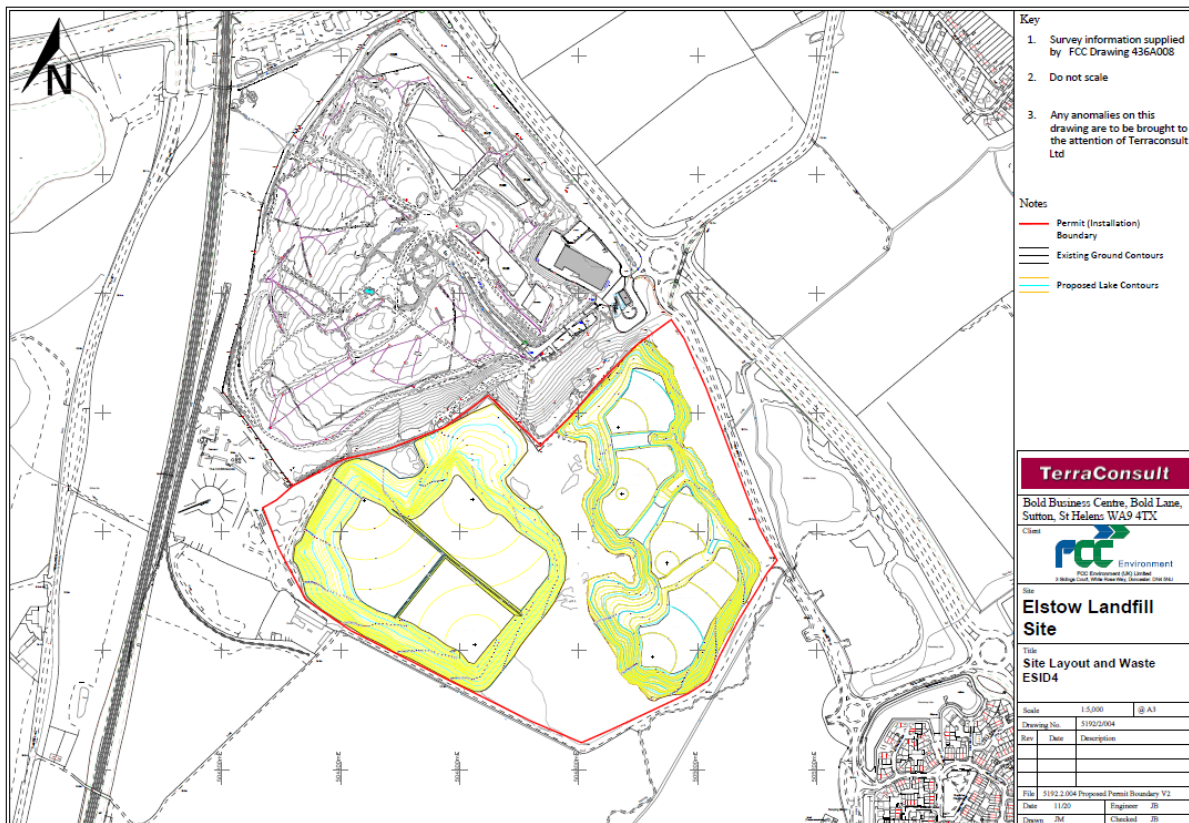 N
Key
1. Survey information supplied
by FCC Drawing 436A008
2. Do not scale
3. Any anomalies on this
drawing are to be brought to
the attention of Terraconsult
Ltd
Notes
Permit (Installation)
Boundary
Existing Ground Contours
Proposed Lake Contours
TerraConsult
Bold Business Centre, Bold Lane,
Sutton, St Helens WA9 4TX
Client
FCC Environment
FCC Environment (UK) Limited
Site
Elstow Landfill
Site
Title
Site Layout and Waste
ESID4
Scale 1:5,000 @ A3
Drawing No. 5192/2/004
Rev Date Description
File 5192.2.004 Proposed Permit Boundary V2
Date 11/20 Engineer JB
Drawn JM Checked JB